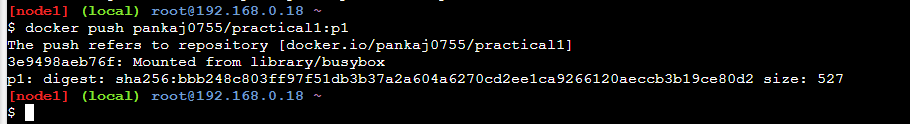 [node1] (local) root@192.168.0.18 ~
$ docker push pankaj0755/practical1:p1
The push refers to repository [docker.io/pankaj0755/practical1]
3e9498aeb76f: Mounted from library/busybox
p1: digest: sha256:bbb248c803ff97f51db3b37a2a604a6270cd2ee1ca9266120aeccb3b19ce80d2 size: 527
[node1] (local) root@192.168.0.18 ~
$